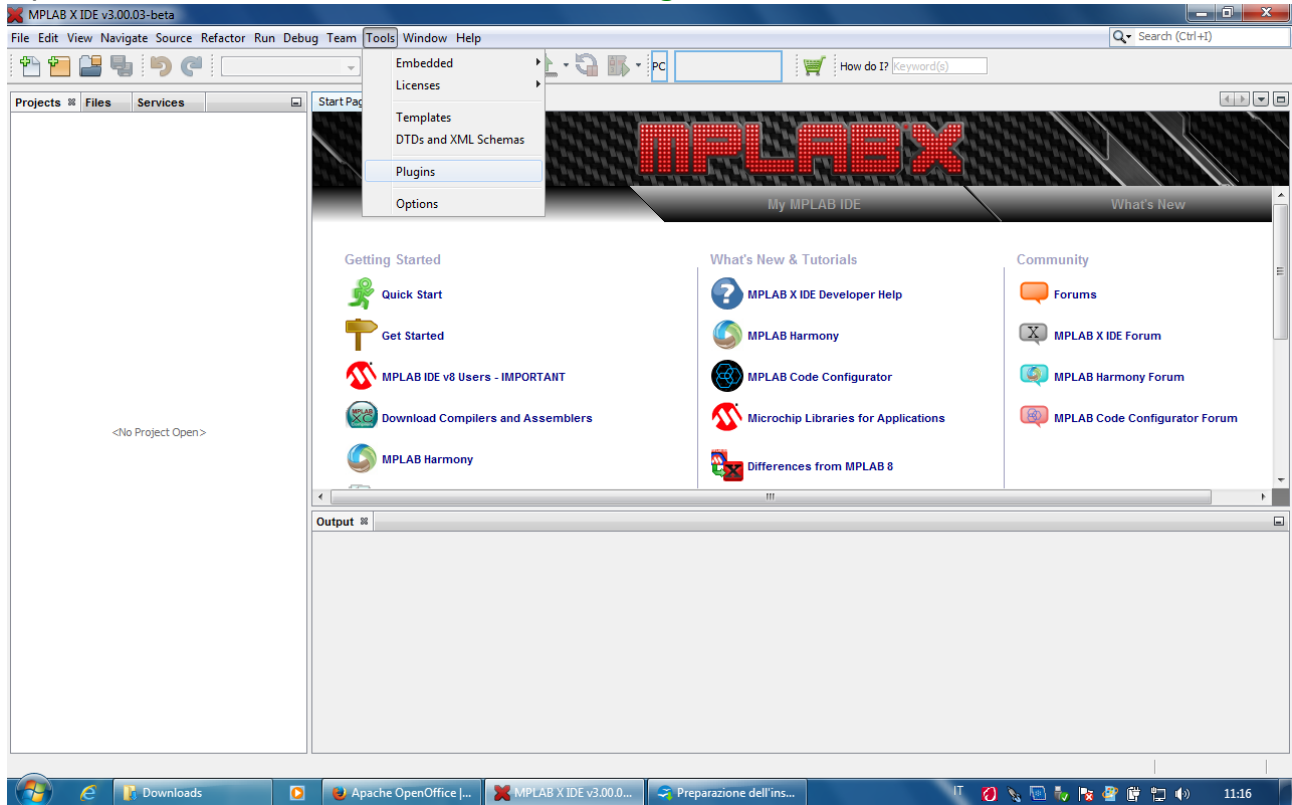 MPLAB X IDE v3.00.03-beta
File Edit View Navigate Source Refactor Run Debug Team Tools Window Help
Search (Ctrl+I)
PC
How do I? Keyword(s)
Projects Files Services
Start Pag
Embedded
Licenses
Templates
DTDs and XML Schemas
Plugins
Options
MPLAB X
My MPLAB IDE
What's New
Getting Started
Quick Start
Get Started
MPLAB IDE v8 Users - IMPORTANT
Download Compilers and Assemblers
MPLAB Harmony
What's New & Tutorials
MPLAB X IDE Developer Help
MPLAB Harmony
MPLAB Code Configurator
Microchip Libraries for Applications
Differences from MPLAB 8
Community
Forums
MPLAB X IDE Forum
MPLAB Harmony Forum
MPLAB Code Configurator Forum
<No Project Open>
Output
Downloads
Apache OpenOffice |...
MPLAB X IDE v3.00.0...
Preparazione dell'ins...
IT
11:16